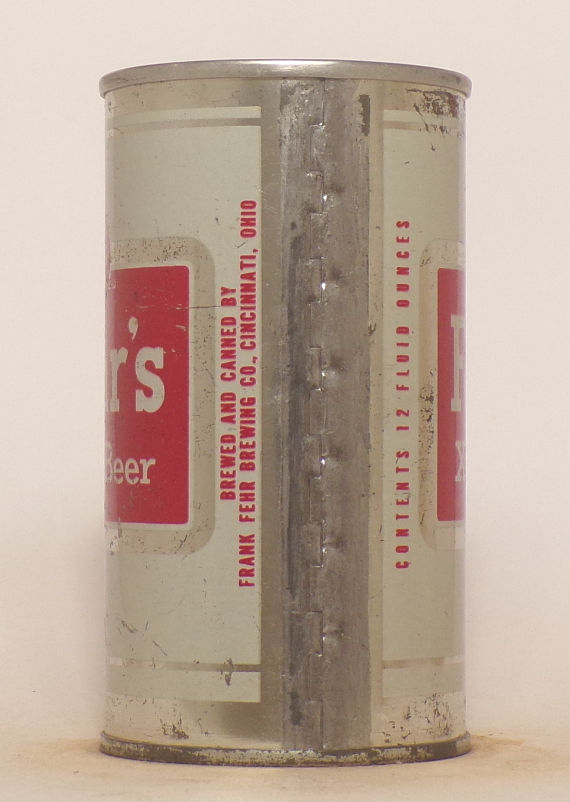 r's
Beer
BREWED AND CANNED BY
FRANK FEHR BREWING CO., CINCINNATI, OHIO
CONTENTS 12 FLUID OUNCES
F
X